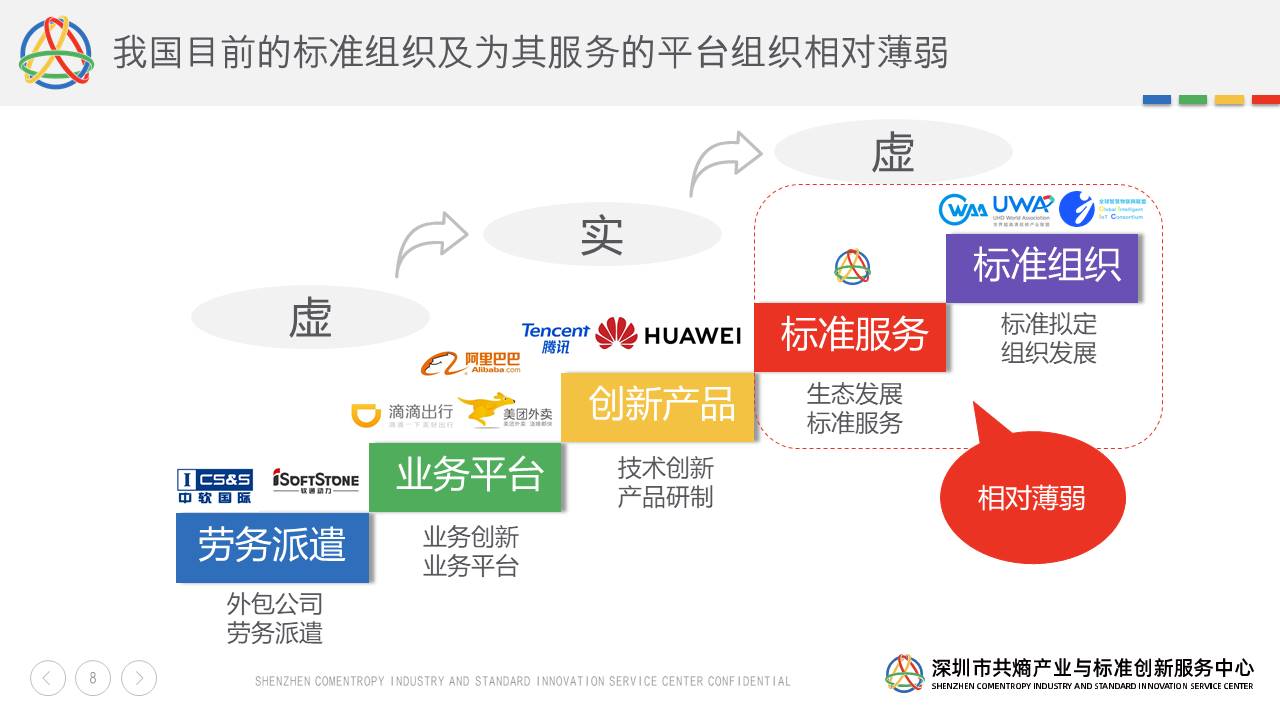 我国目前的标准组织及为其服务的平台组织相对薄弱
虚
实
虚
WAA
UWA
UHD World Association
世界超高清视频产业联盟
全球智慧物联网联盟
Global Intelligent
IoT Consortium
标准组织
标准拟定
组织发展
标准服务
生态发展
标准服务
相对薄弱
Tencent
腾讯
HUAWEI
阿里巴巴
Alibaba.com
创新产品
技术创新
产品研制
滴滴出行
滴滴一下 美好出行
美团外卖
业务平台
业务创新
业务平台
CS&S
中软国际
iSOFTSTONE
软通动力
劳务派遣
外包公司
劳务派遣
8
SHENZHEN COMENTROPY INDUSTRY AND STANDARD INNOVATION SERVICE CENTER CONFIDENTIAL
深圳市共熵产业与标准创新服务中心
SHENZHEN COMENTROPY INDUSTRY AND STANDARD INNOVATION SERVICE CENTER